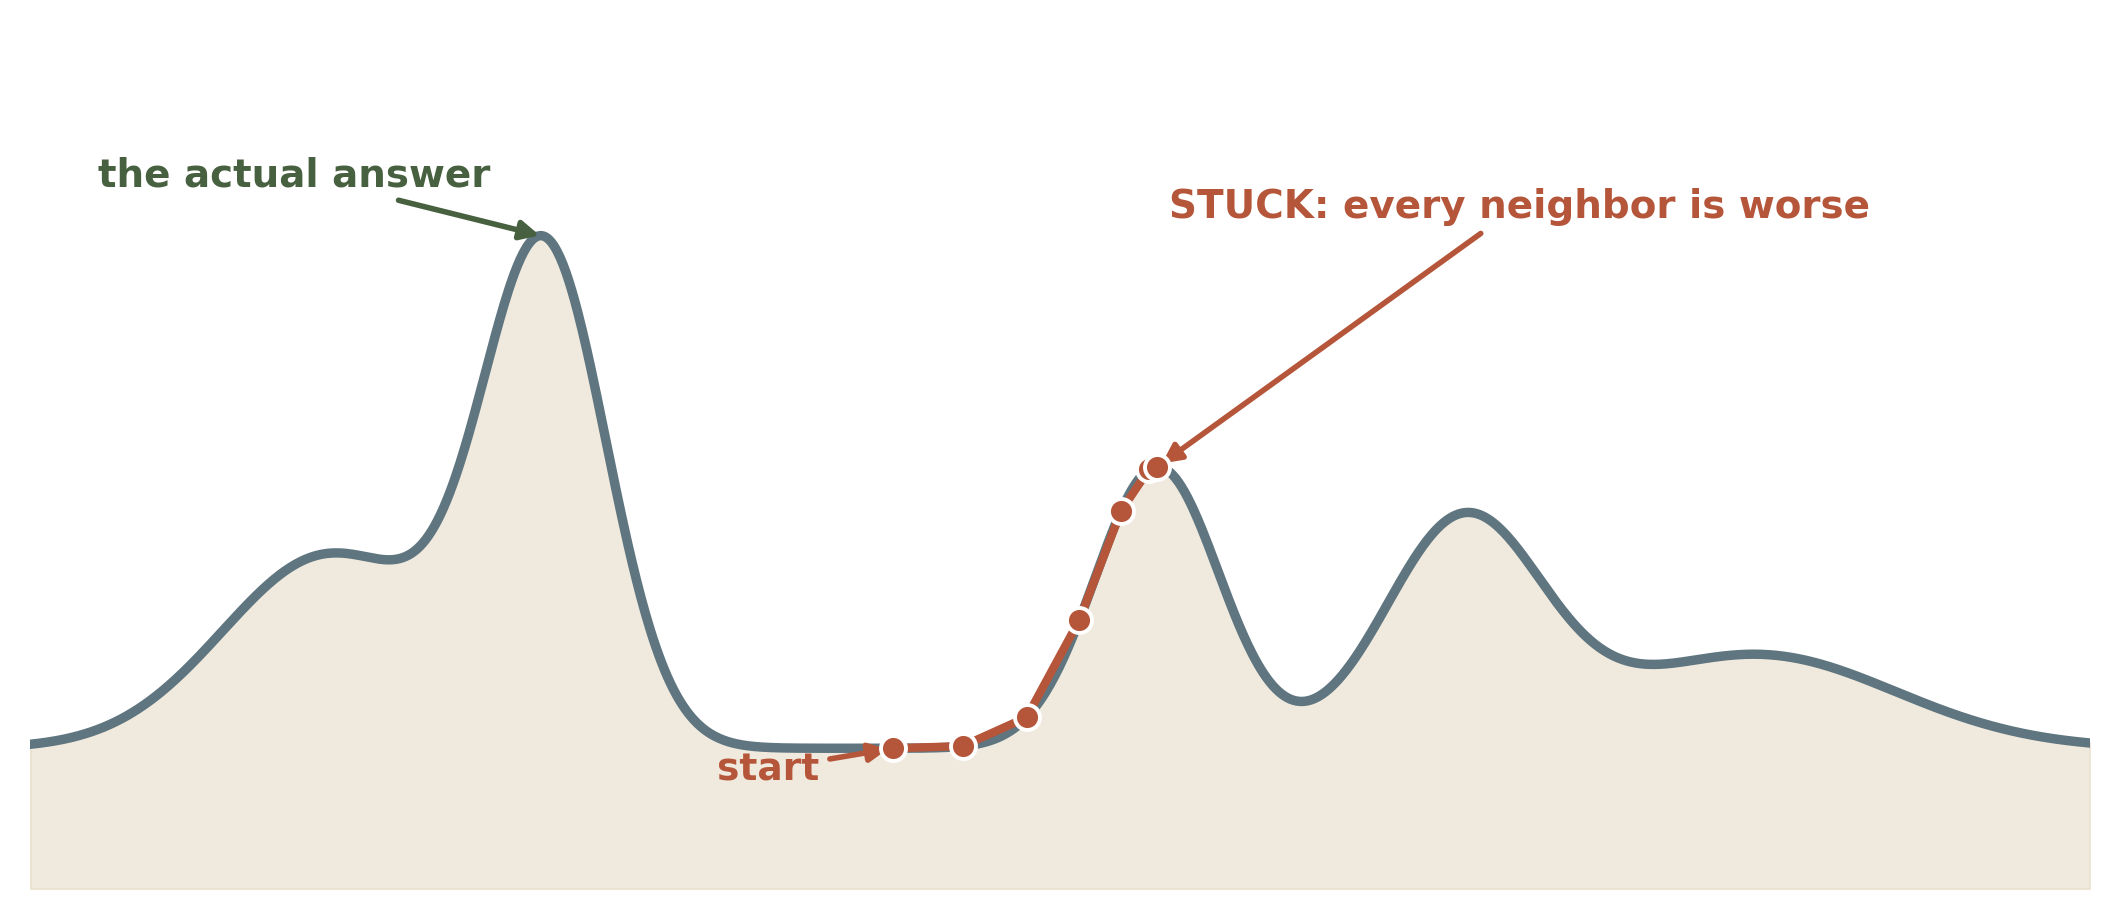 the actual answer
STUCK: every neighbor is worse
start